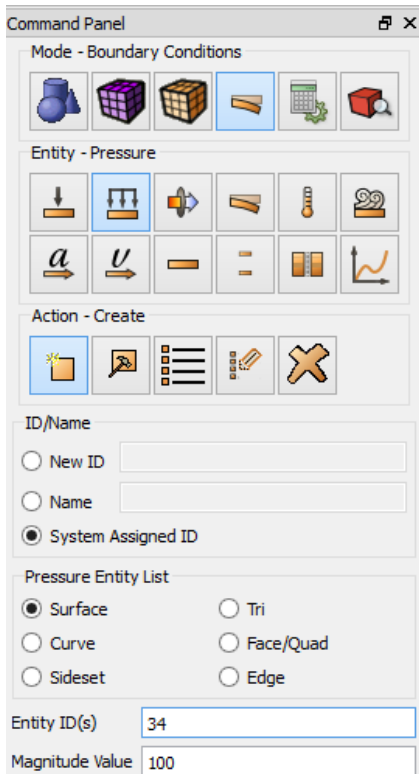 Command Panel
Mode - Boundary Conditions
Entity - Pressure
a
υ
Action - Create
ID/Name
New ID
Name
System Assigned ID
Pressure Entity List
Surface
Tri
Curve
Face/Quad
Sideset
Edge
Entity ID(s) 34
Magnitude Value 100